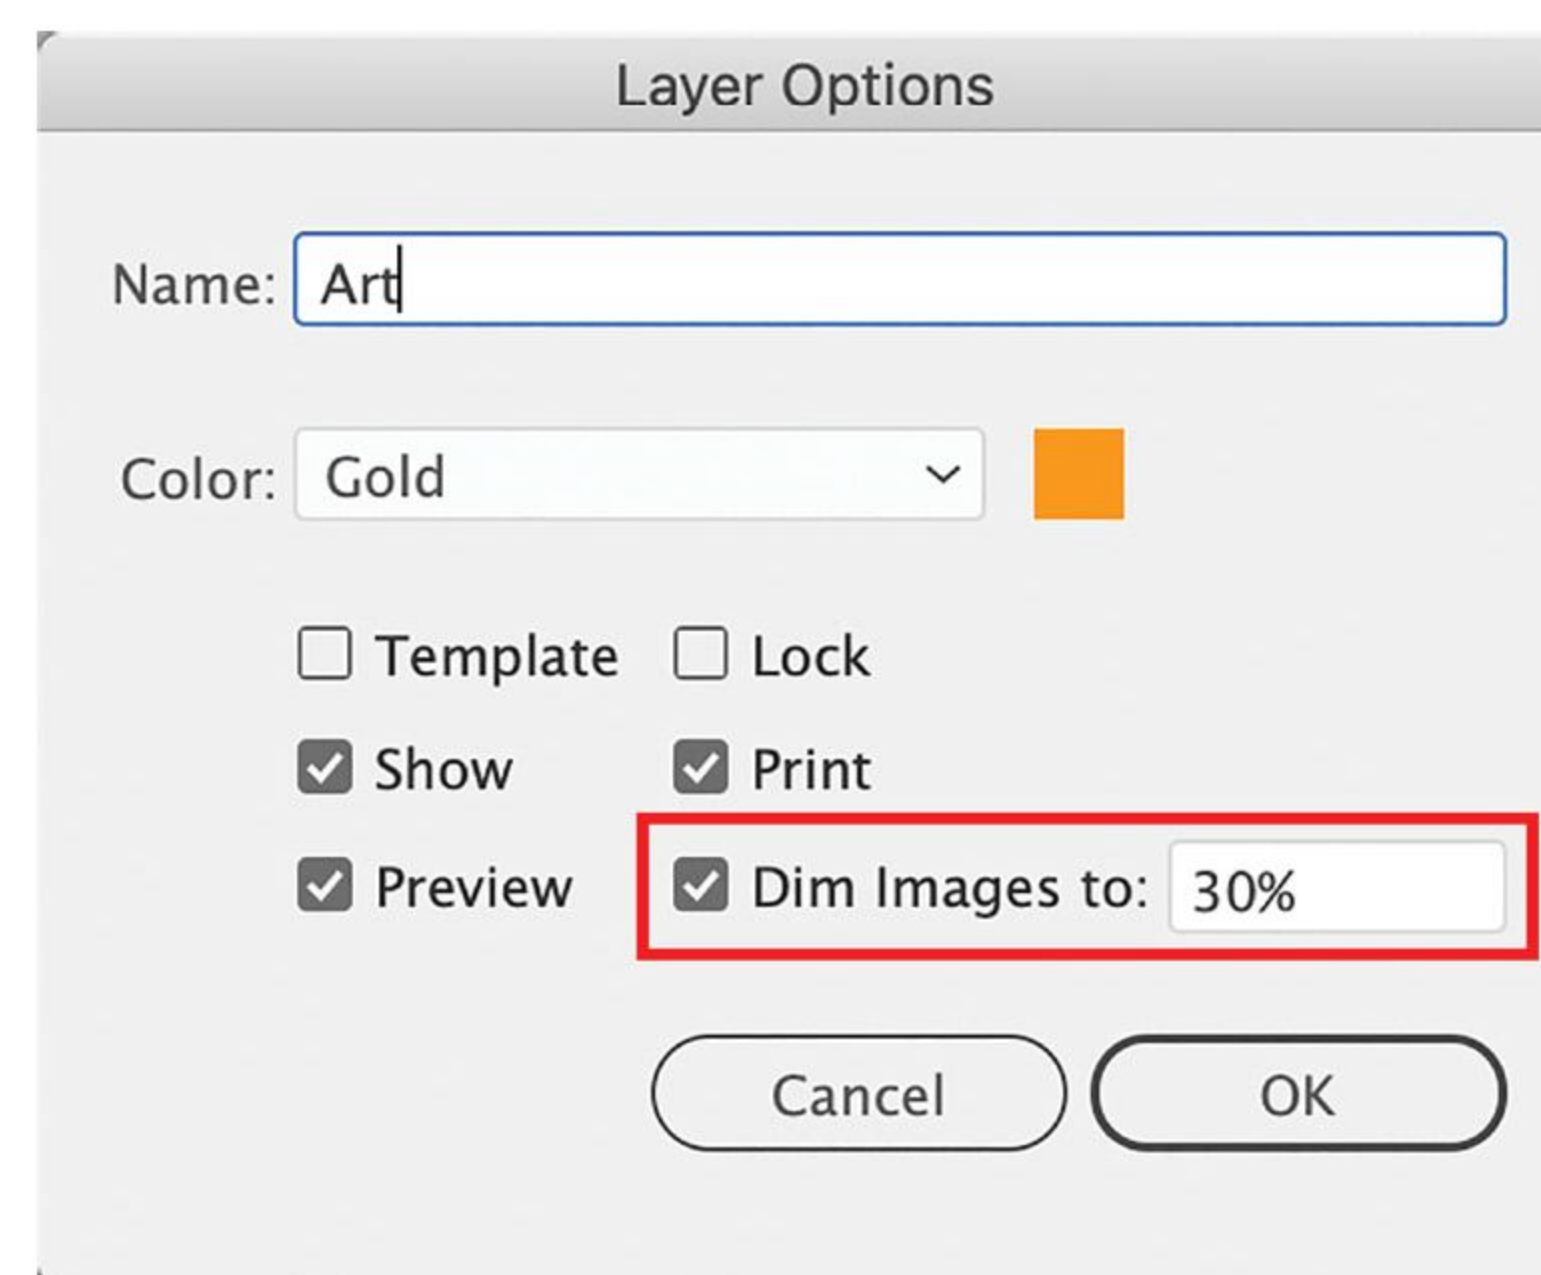 Layer Options
Name: Art
Color: Gold
Template Lock
Show Print
Preview Dim Images to: 30%
Cancel OK